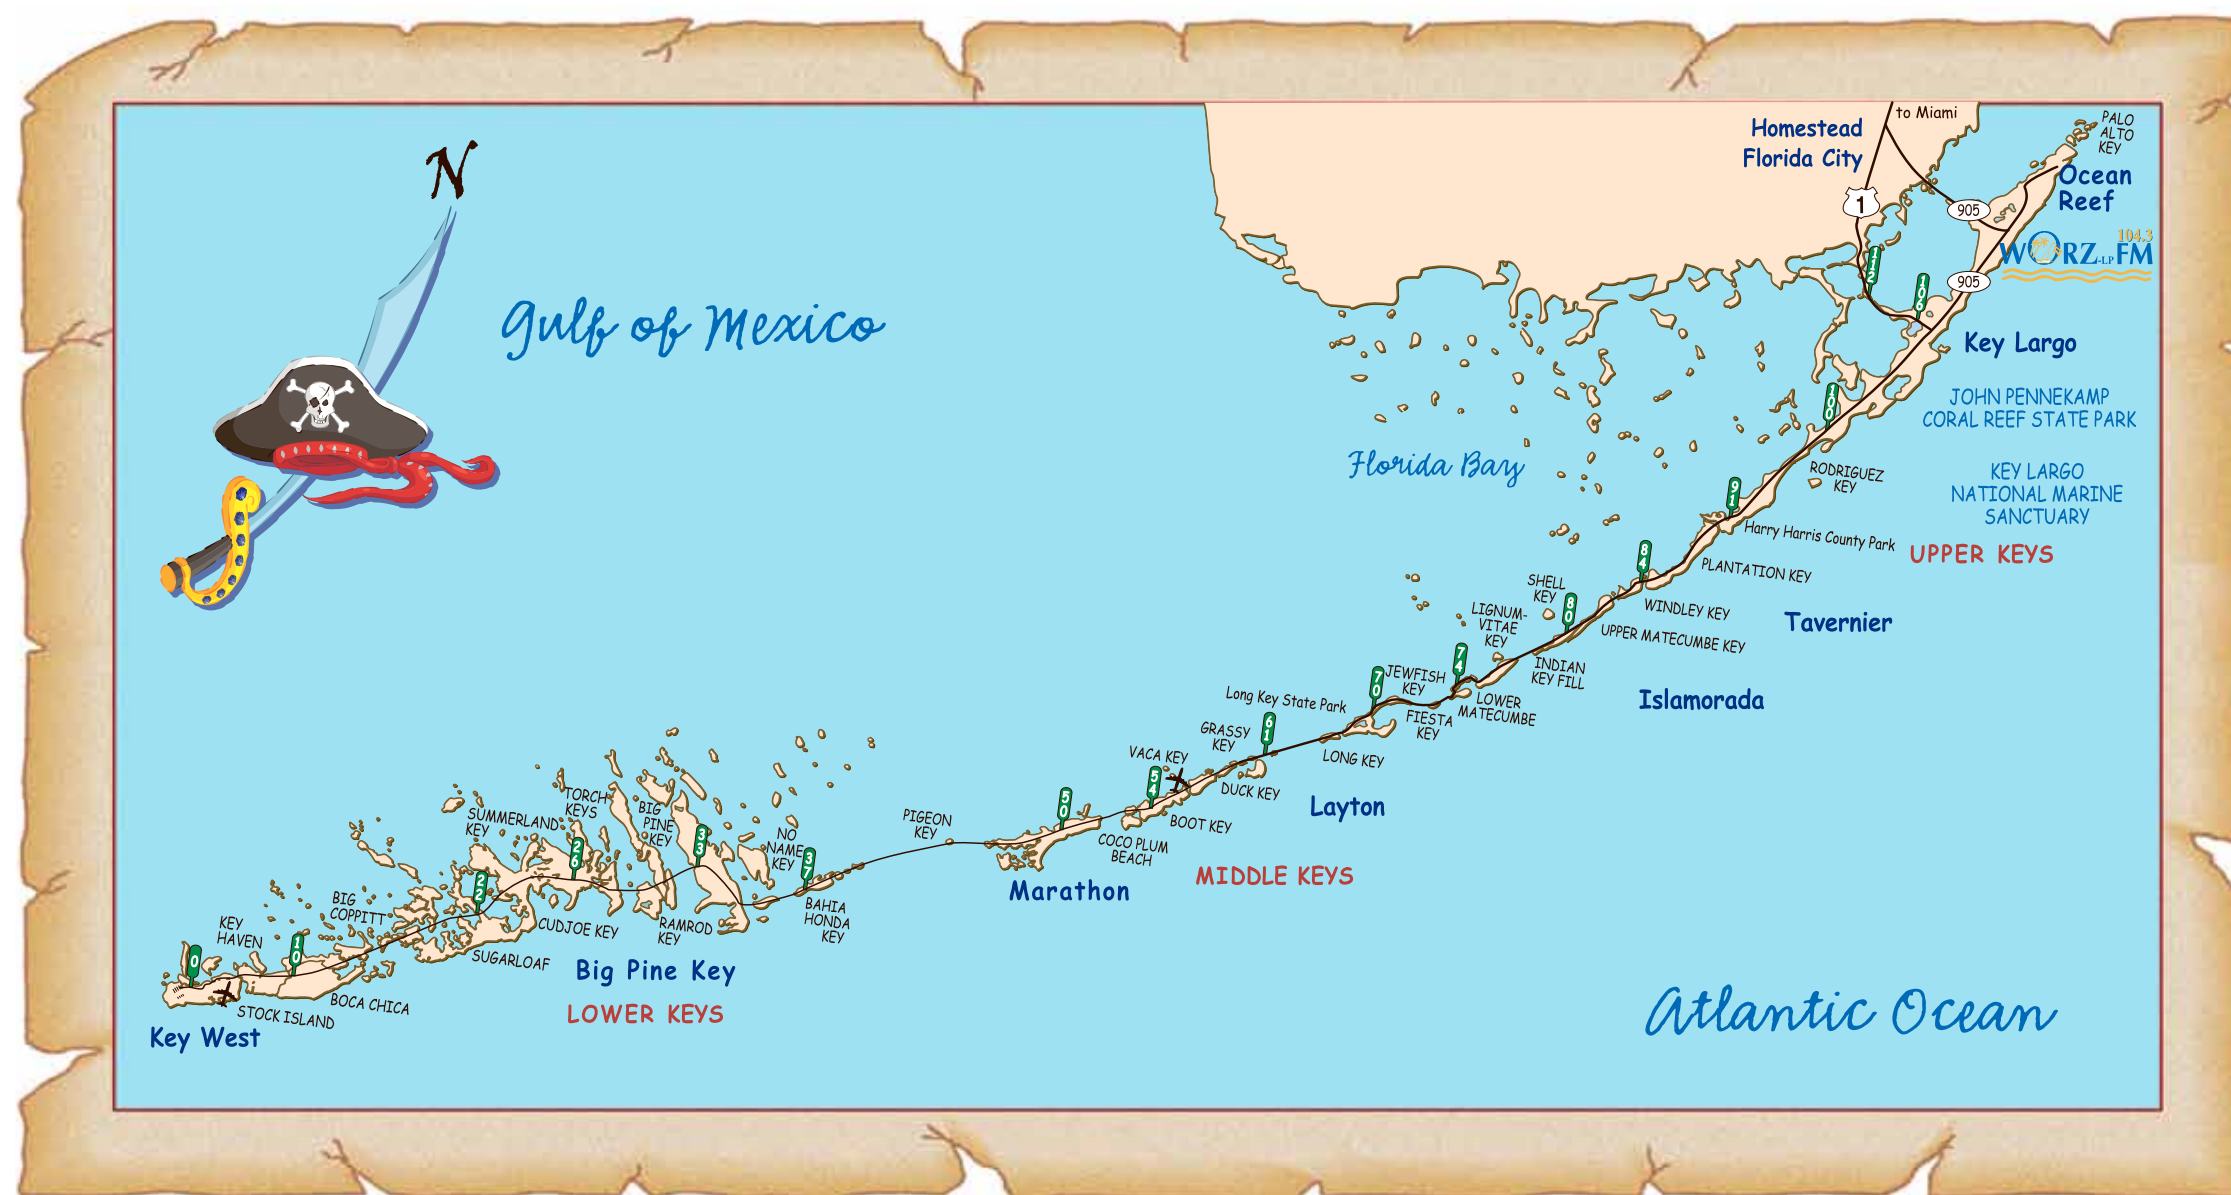 to Miami
Homestead
Florida City
PALO
ALTO
KEY
Ocean
Reef
1
905
104.3
WORZ-LP FM
905
112
106
N
Gulf of Mexico
Key Largo
JOHN PENNEKAMP
CORAL REEF STATE PARK
100
Florida Bay
RODRIGUEZ
KEY
KEY LARGO
NATIONAL MARINE
SANCTUARY
91
Harry Harris County Park
UPPER KEYS
84
PLANTATION KEY
SHELL
KEY
80
WINDLEY KEY
Tavernier
LIGNUM-
VITAE
KEY
UPPER MATECUMBE KEY
74
INDIAN
KEY FILL
70
JEWFISH
KEY
Islamorada
LOWER
MATECUMBE
Long Key State Park
FIESTA
KEY
61
GRASSY
KEY
LONG KEY
VACA KEY
54
DUCK KEY
Layton
50
BOOT KEY
PIGEON
KEY
COCO PLUM
BEACH
MIDDLE KEYS
Marathon
TORCH
KEYS
BIG
PINE
KEY
SUMMERLAND
KEY
33
NO
NAME
KEY
26
37
22
BIG
COPPITT
BAHIA
HONDA
KEY
KEY
HAVEN
CUDJOE KEY
RAMROD
KEY
10
0
SUGARLOAF
Big Pine Key
BOCA CHICA
LOWER KEYS
STOCK ISLAND
Key West
Atlantic Ocean